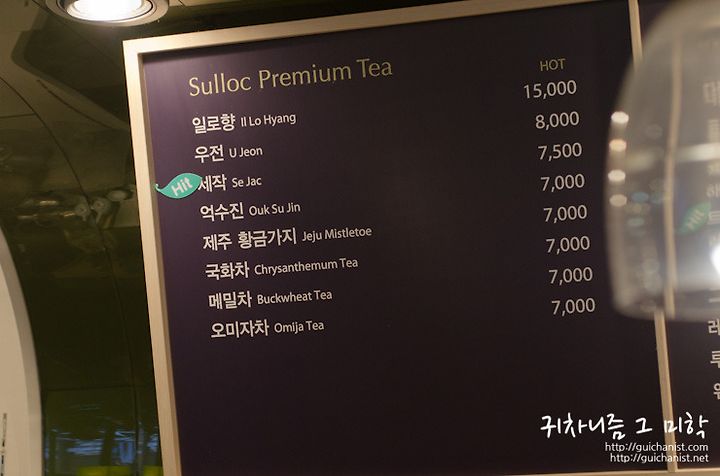 Sulloc Premium Tea
HOT
일로향 Il Lo Hyang 15,000
우전 U Jeon 8,000
Hit 세작 Se Jac 7,500
억수진 Ouk Su Jin 7,000
제주 황금가지 Jeju Mistletoe 7,000
국화차 Chrysanthemum Tea 7,000
메밀차 Buckwheat Tea 7,000
오미자차 Omija Tea 7,000
귀차니즘 그 미학
http://guichanist.com
http://guichanist.net